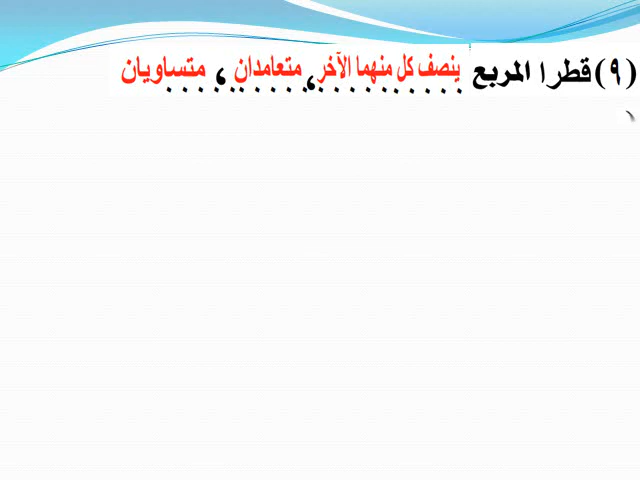 (٩) قطرا المربع ينصف كل منهما الآخر ، متعامدان ، متساويان